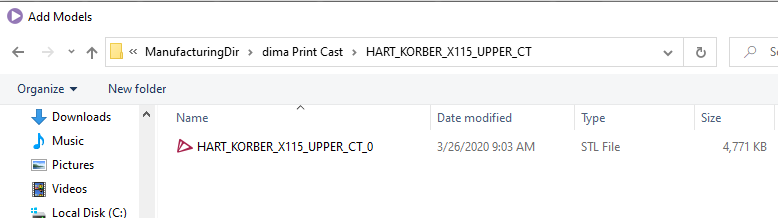 Add Models
« ManufacturingDir › dima Print Cast › HART_KORBER_X115_UPPER_CT
Organize New folder
Name Date modified Type Size
Downloads
Music
Pictures
Videos
Local Disk (C:)
HART_KORBER_X115_UPPER_CT_0 3/26/2020 9:03 AM STL File 4,771 KB